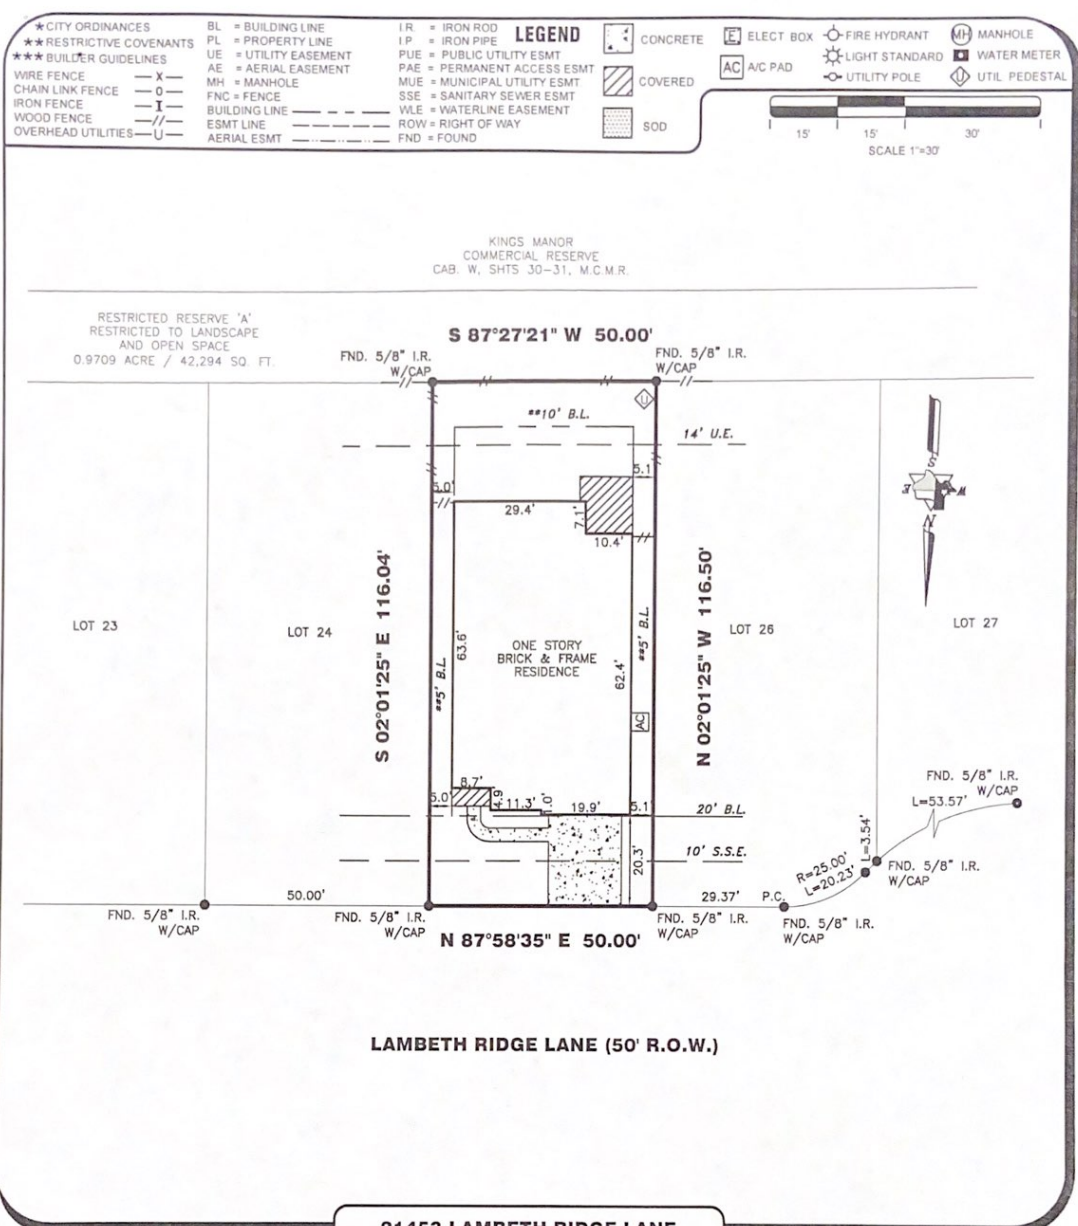 *CITY ORDINANCES
**RESTRICTIVE COVENANTS
***BUILDER GUIDELINES
WIRE FENCE —X—
CHAIN LINK FENCE —O—
IRON FENCE —I—
WOOD FENCE —//—
OVERHEAD UTILITIES —U—
BL = BUILDING LINE
PL = PROPERTY LINE
UE = UTILITY EASEMENT
AE = AERIAL EASEMENT
MH = MANHOLE
FNC = FENCE
BUILDING LINE
ESMT LINE
AERIAL ESMT
I.R. = IRON ROD
I.P. = IRON PIPE
PUE = PUBLIC UTILITY ESMT
PAE = PERMANENT ACCESS ESMT
MUE = MUNICIPAL UTILITY ESMT
SSE = SANITARY SEWER ESMT
WLE = WATERLINE EASEMENT
ROW = RIGHT OF WAY
FND = FOUND
LEGEND
CONCRETE
COVERED
SOD
E ELECT BOX
AC A/C PAD
FIRE HYDRANT
LIGHT STANDARD
UTILITY POLE
MH MANHOLE
WATER METER
U UTIL PEDESTAL
15' 15' 30'
SCALE 1"=30'
KINGS MANOR
COMMERCIAL RESERVE
CAB. W, SHTS 30-31, M.C.M.R.
RESTRICTED RESERVE 'A'
RESTRICTED TO LANDSCAPE
AND OPEN SPACE
0.9709 ACRE / 42,294 SQ. FT.
S 87°27'21" W 50.00'
FND. 5/8" I.R.
W/CAP
FND. 5/8" I.R.
W/CAP
U
**10' B.L.
14' U.E.
5.1
5.0'
29.4'
7.1'
10.4'
S
E W
N
S 02°01'25" E 116.04'
N 02°01'25" W 116.50'
LOT 23
LOT 24
LOT 26
LOT 27
63.6'
ONE STORY
BRICK & FRAME
RESIDENCE
62.4'
**5' B.L.
**5' B.L.
AC
8.7'
5.0'
4.9'
11.3'
1.0'
19.9'
5.1'
20' B.L.
10' S.S.E.
20.3'
FND. 5/8" I.R.
W/CAP
L=53.57'
L=3.54'
R=25.00'
L=20.23'
FND. 5/8" I.R.
W/CAP
50.00'
29.37'
P.C.
FND. 5/8" I.R.
W/CAP
FND. 5/8" I.R.
W/CAP
FND. 5/8" I.R.
W/CAP
FND. 5/8" I.R.
W/CAP
N 87°58'35" E 50.00'
LAMBETH RIDGE LANE (50' R.O.W.)
LAMBETH RIDGE LANE